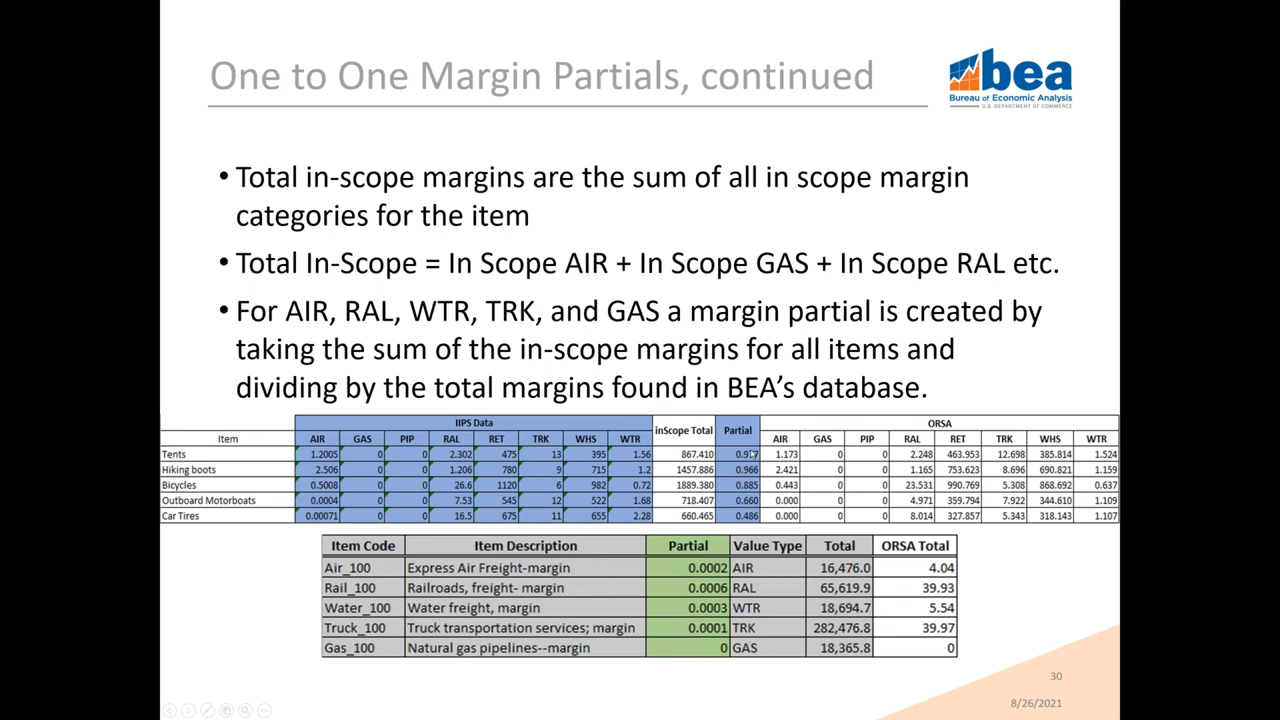 One to One Margin Partials, continued
bea
Bureau of Economic Analysis
U.S. DEPARTMENT OF COMMERCE
• Total in-scope margins are the sum of all in scope margin
categories for the item
• Total In-Scope = In Scope AIR + In Scope GAS + In Scope RAL etc.
• For AIR, RAL, WTR, TRK, and GAS a margin partial is created by
taking the sum of the in-scope margins for all items and
dividing by the total margins found in BEA's database.
IIPS Data inScope Total Partial ORSA
Item AIR GAS PIP RAL RET TRK WHS WTR AIR GAS PIP RAL RET TRK WHS WTR
Tents 1.2005 0 0 2.302 475 13 395 1.56 867.410 1.173 0 0 2.248 463.953 12.698 385.814 1.524
Hiking boots 2.506 0 0 1.206 780 9 715 1.2 1457.886 0.966 2.421 0 0 1.165 753.623 8.696 690.821 1.159
Bicycles 0.5008 0 0 26.6 1120 6 982 0.72 1889.380 0.885 0.443 0 0 23.531 990.769 5.308 868.692 0.637
Outboard Motorboats 0.0004 0 0 7.53 545 12 522 1.68 718.407 0.660 0.000 0 0 4.971 359.794 7.922 344.610 1.109
Car Tires 0.00071 0 0 16.5 675 11 655 2.28 660.465 0.486 0.000 0 0 8.014 327.857 5.343 318.143 1.107
Item Code Item Description Partial Value Type Total ORSA Total
Air_100 Express Air Freight-margin 0.0002 AIR 16,476.0 4.04
Rail_100 Railroads, freight- margin 0.0006 RAL 65,619.9 39.93
Water_100 Water freight, margin 0.0003 WTR 18,694.7 5.54
Truck_100 Truck transportation services; margin 0.0001 TRK 282,476.8 39.97
Gas_100 Natural gas pipelines--margin 0 GAS 18,365.8 0
30
8/26/2021